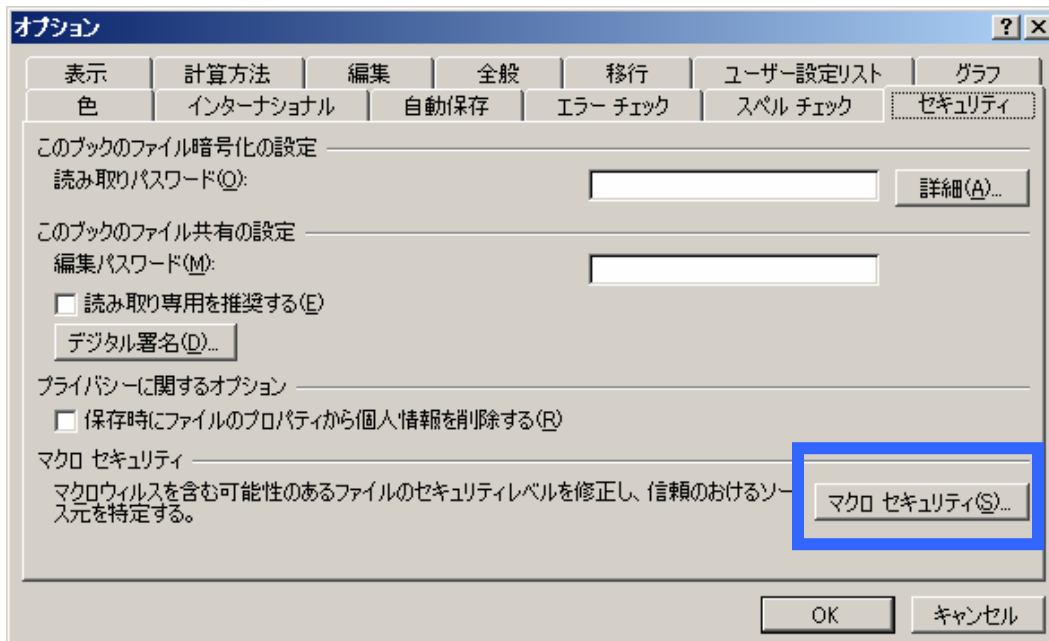 オプション
表示 計算方法 編集 全般 移行 ユーザー設定リスト グラフ
色 インターナショナル 自動保存 エラー チェック スペル チェック セキュリティ
このブックのファイル暗号化の設定
読み取りパスワード(O):
詳細(A)...
このブックのファイル共有の設定
編集パスワード(M):
読み取り専用を推奨する(E)
デジタル署名(D)...
プライバシーに関するオプション
保存時にファイルのプロパティから個人情報を削除する(R)
マクロ セキュリティ
マクロウィルスを含む可能性のあるファイルのセキュリティレベルを修正し、信頼のおけるソー
ス元を特定する。
マクロ セキュリティ(S)...
OK キャンセル